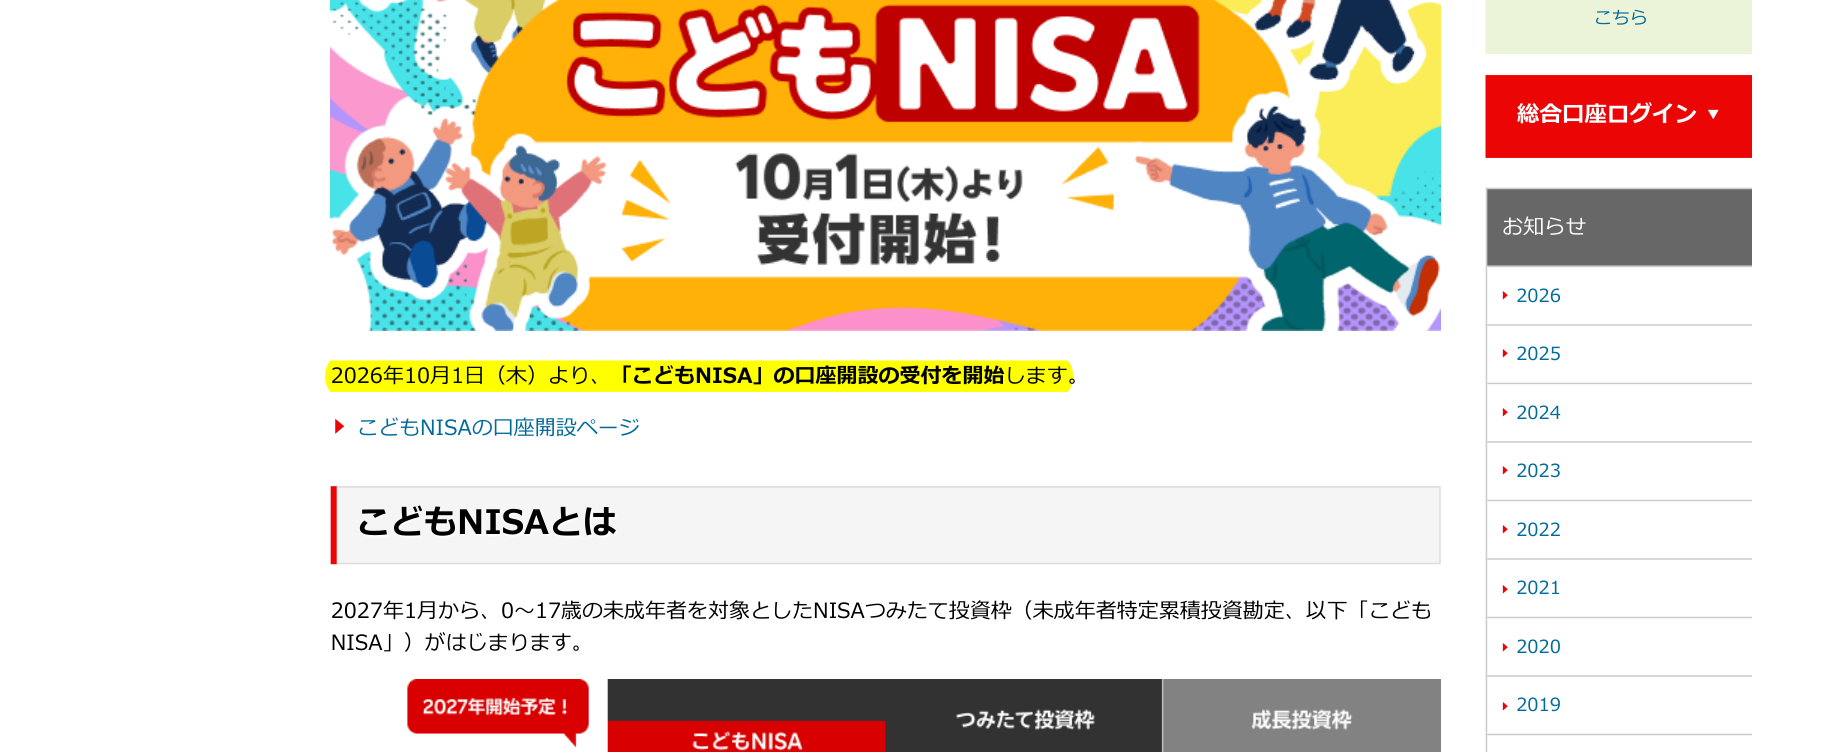 こどもNISA
10月1日(木)より
受付開始!
2026年10月1日（木）より、「こどもNISA」の口座開設の受付を開始します。
こどもNISAの口座開設ページ
こどもNISAとは
2027年1月から、0～17歳の未成年者を対象としたNISAつみたて投資枠（未成年者特定累積投資勘定、以下「こども
NISA」）がはじまります。
2027年開始予定！
こどもNISA
つみたて投資枠
成長投資枠
こちら
総合口座ログイン ▼
お知らせ
2026
2025
2024
2023
2022
2021
2020
2019